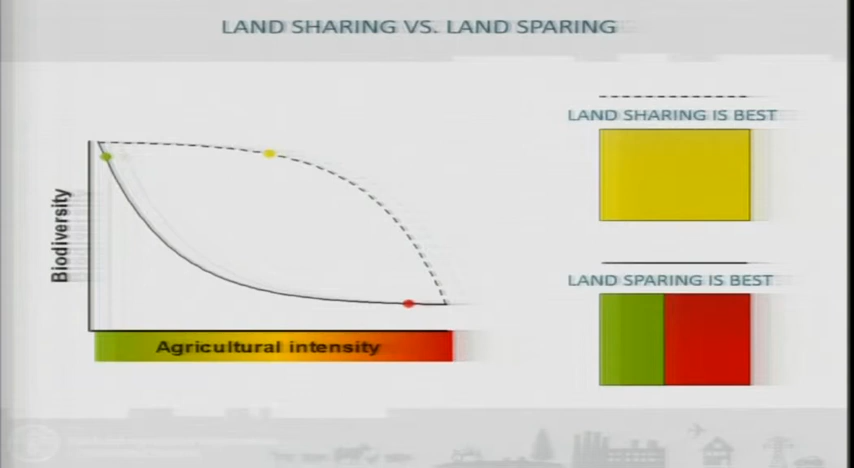 LAND SHARING VS. LAND SPARING
LAND SHARING IS BEST
Biodiversity
LAND SPARING IS BEST
Agricultural intensity